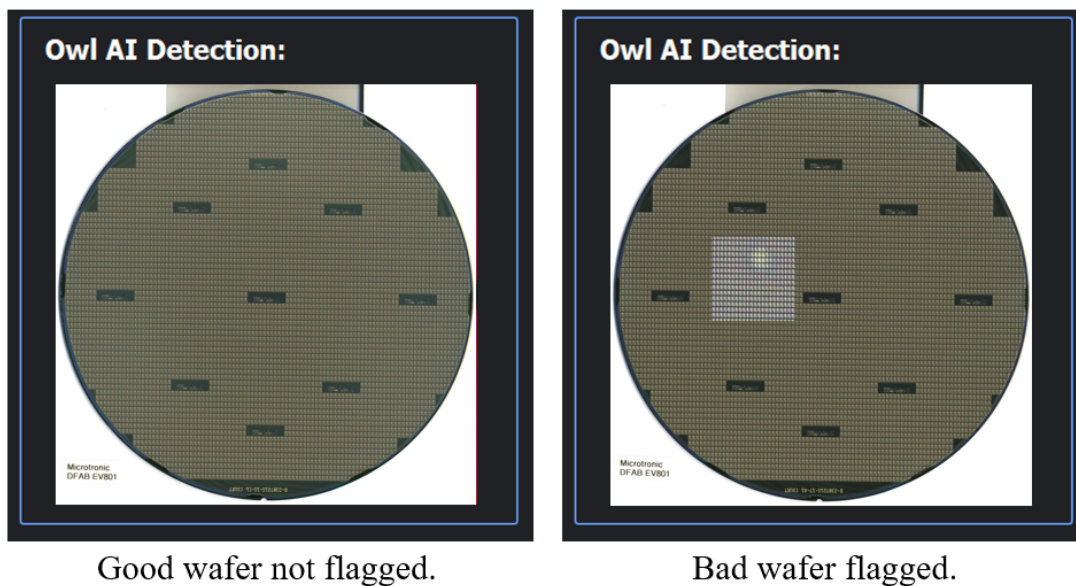 Owl AI Detection:
Microtronic
DFAB EV801
Good wafer not flagged.
Owl AI Detection:
Microtronic
DFAB EV801
Bad wafer flagged.